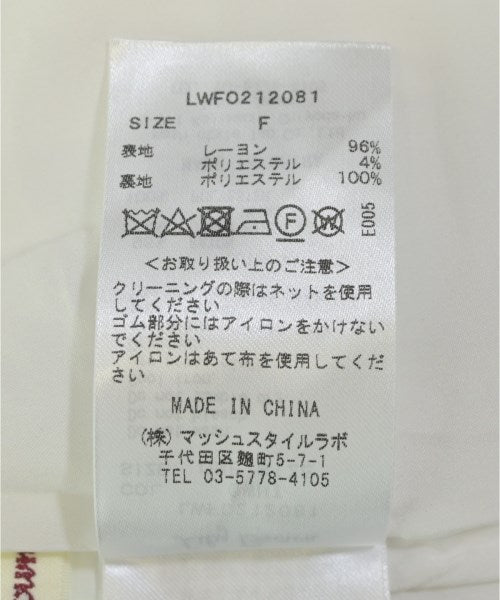 LWFO212081
SIZE F
表地 レーヨン 96%
ポリエステル 4%
裏地 ポリエステル 100%
F W
E005
＜お取り扱い上のご注意＞
クリーニングの際はネットを使用
してください
ゴム部分にはアイロンをかけない
でください
アイロンはあて布を使用してくだ
さい
MADE IN CHINA
(株) マッシュスタイルラボ
千代田区麹町5-7-1
TEL 03-5778-4105